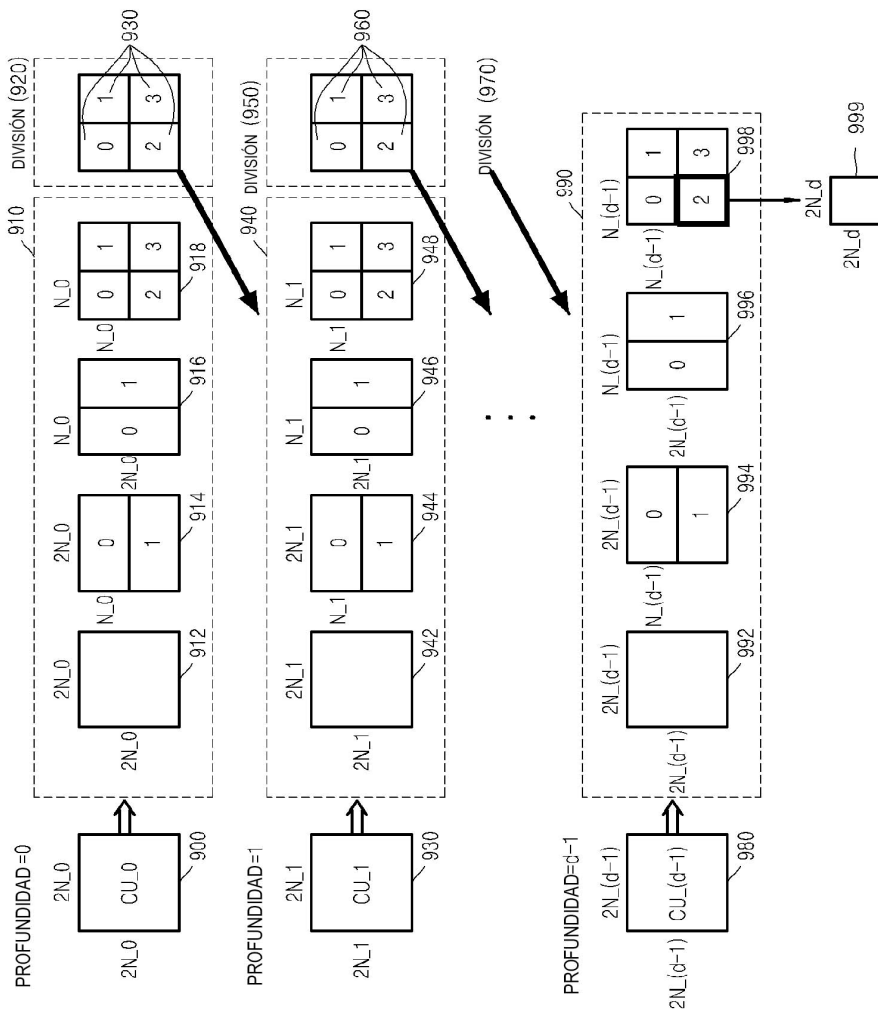 PROFUNDIDAD=0
2N_0
2N_0
CU_0
900
910
2N_0
2N_0
912
2N_0
N_0
0
1
914
N_0
2N_0
0
1
916
N_0
N_0
0
1
2
3
918
DIVISIÓN (920)
0
1
2
3
930
PROFUNDIDAD=1
2N_1
2N_1
CU_1
930
940
2N_1
2N_1
942
2N_1
N_1
0
1
944
N_1
2N_1
0
1
946
N_1
N_1
0
1
2
3
948
DIVISIÓN (950)
0
1
2
3
960
. . .
DIVISIÓN (970)
PROFUNDIDAD=d-1
2N_(d-1)
2N_(d-1)
CU_(d-1)
980
990
2N_(d-1)
2N_(d-1)
992
2N_(d-1)
N_(d-1)
0
1
994
N_(d-1)
2N_(d-1)
0
1
996
N_(d-1)
N_(d-1)
0
1
2
3
998
2N_d
2N_d
999